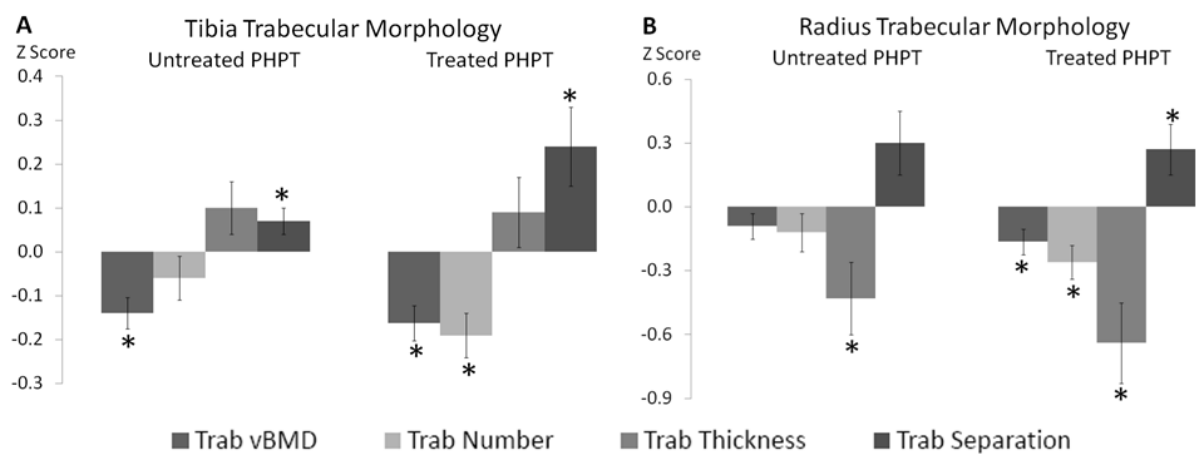 A
Tibia Trabecular Morphology
Z Score
Untreated PHPT
Treated PHPT
0.4
0.3
0.2
0.1
0.0
-0.1
-0.2
-0.3
*
*
*
*
*
B
Radius Trabecular Morphology
Z Score
Untreated PHPT
Treated PHPT
0.6
0.3
0.0
-0.3
-0.6
-0.9
*
*
*
*
*
Trab vBMD Trab Number Trab Thickness Trab Separation